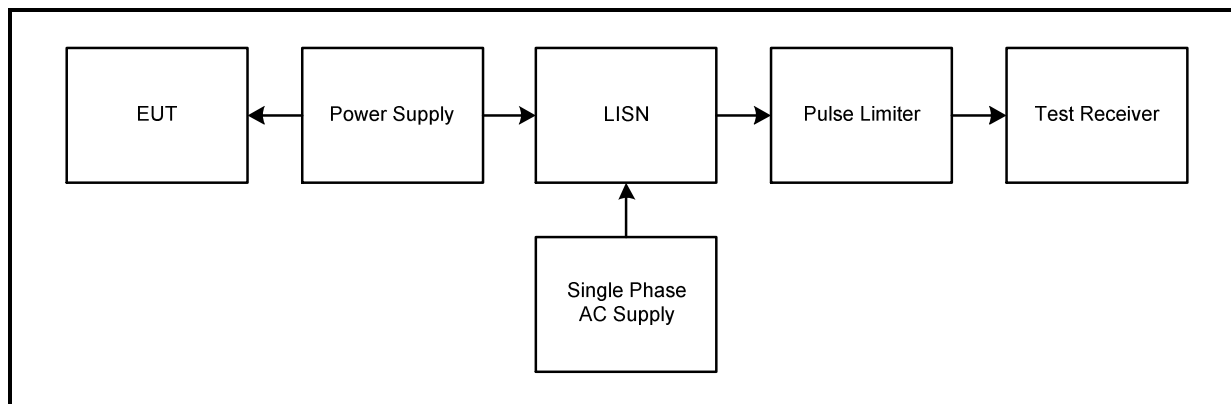 EUT
Power Supply
LISN
Pulse Limiter
Test Receiver
Single Phase
AC Supply